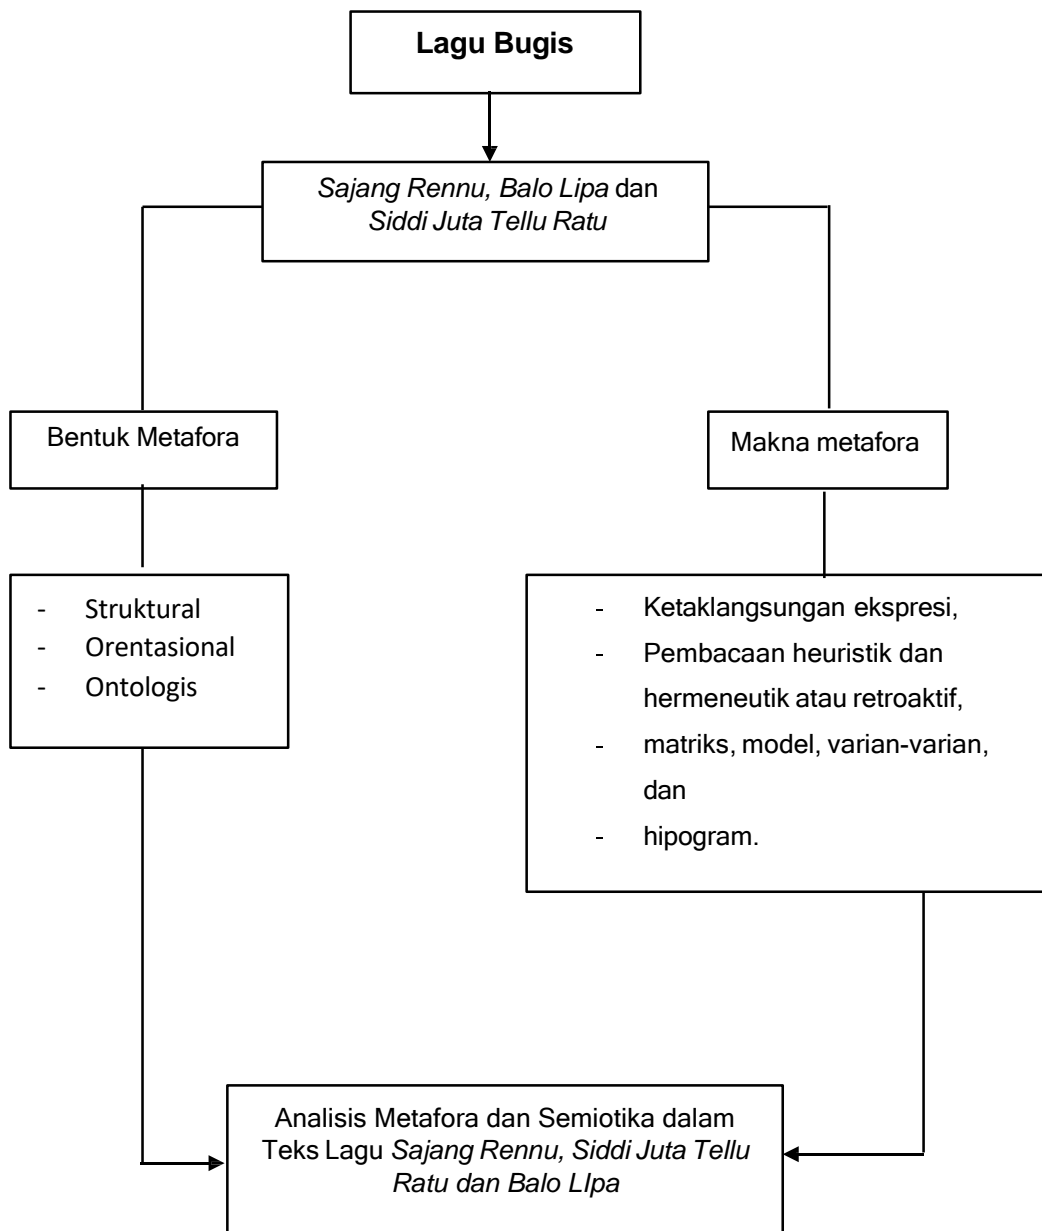 Lagu Bugis
Sajang Rennu, Balo Lipa dan
Siddi Juta Tellu Ratu
Bentuk Metafora
Makna metafora
- Struktural
- Orentasional
- Ontologis
- Ketaklangsungan ekspresi,
- Pembacaan heuristik dan
hermeneutik atau retroaktif,
- matriks, model, varian-varian,
dan
- hipogram.
Analisis Metafora dan Semiotika dalam
Teks Lagu Sajang Rennu, Siddi Juta Tellu
Ratu dan Balo LIpa